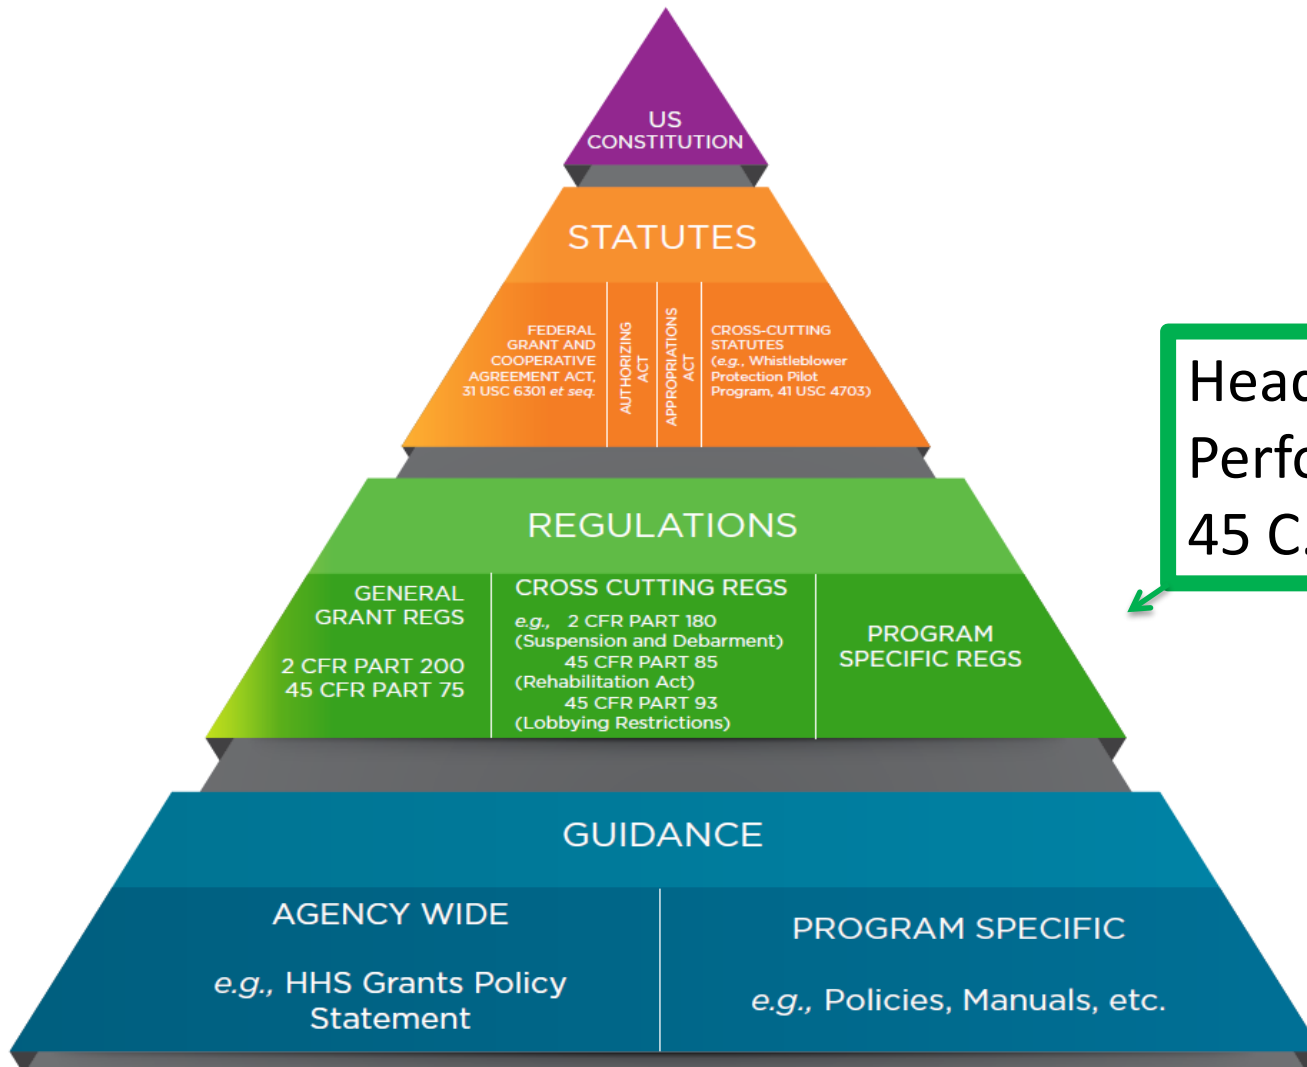 US
CONSTITUTION
STATUTES
FEDERAL
GRANT AND
COOPERATIVE
AGREEMENT ACT,
31 USC 6301 et seq.
AUTHORIZING
ACT
APPROPRIATIONS
ACT
CROSS-CUTTING
STATUTES
(e.g., Whistleblower
Protection Pilot
Program, 41 USC 4703)
REGULATIONS
GENERAL
GRANT REGS
2 CFR PART 200
45 CFR PART 75
CROSS CUTTING REGS
e.g., 2 CFR PART 180
(Suspension and Debarment)
45 CFR PART 85
(Rehabilitation Act)
45 CFR PART 93
(Lobbying Restrictions)
PROGRAM
SPECIFIC REGS
45 C.
GUIDANCE
AGENCY WIDE
e.g., HHS Grants Policy
Statement
PROGRAM SPECIFIC
e.g., Policies, Manuals, etc.